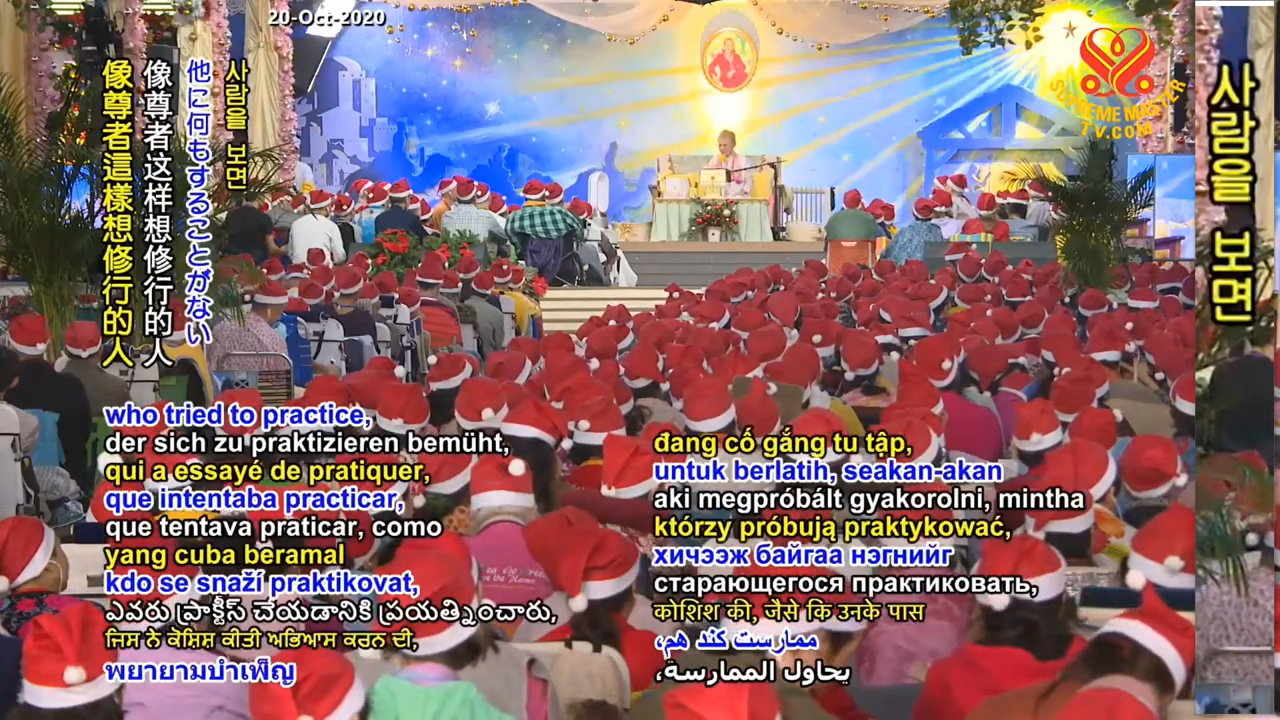 20-Oct-2020
SUPREME MASTER
TV.COM
사람을 보면
他に何もすることがない
像尊者这样想修行的人
像尊者這樣想修行的人
사람을 보면
who tried to practice,
der sich zu praktizieren bemüht,
qui a essayé de pratiquer,
que intentaba practicar,
que tentava praticar, como
yang cuba beramal
kdo se snaží praktikovat,
ఎవరు ప్రాక్టీస్ చేయడానికి ప్రయత్నించారు,
ਜਿਸ ਨੇ ਕੋਸ਼ਿਸ਼ ਕੀਤੀ ਅਭਿਆਸ ਕਰਨ ਦੀ,
พยายามบำเพ็ญ
đang cố gắng tu tập,
untuk berlatih, seakan-akan
aki megpróbált gyakorolni, mintha
którzy próbują praktykować,
хичээж байгаа нэгнийг
старающегося практиковать,
कोशिश की, जैसे कि उनके पास
ممارست کند هم،
يحاول الممارسة،